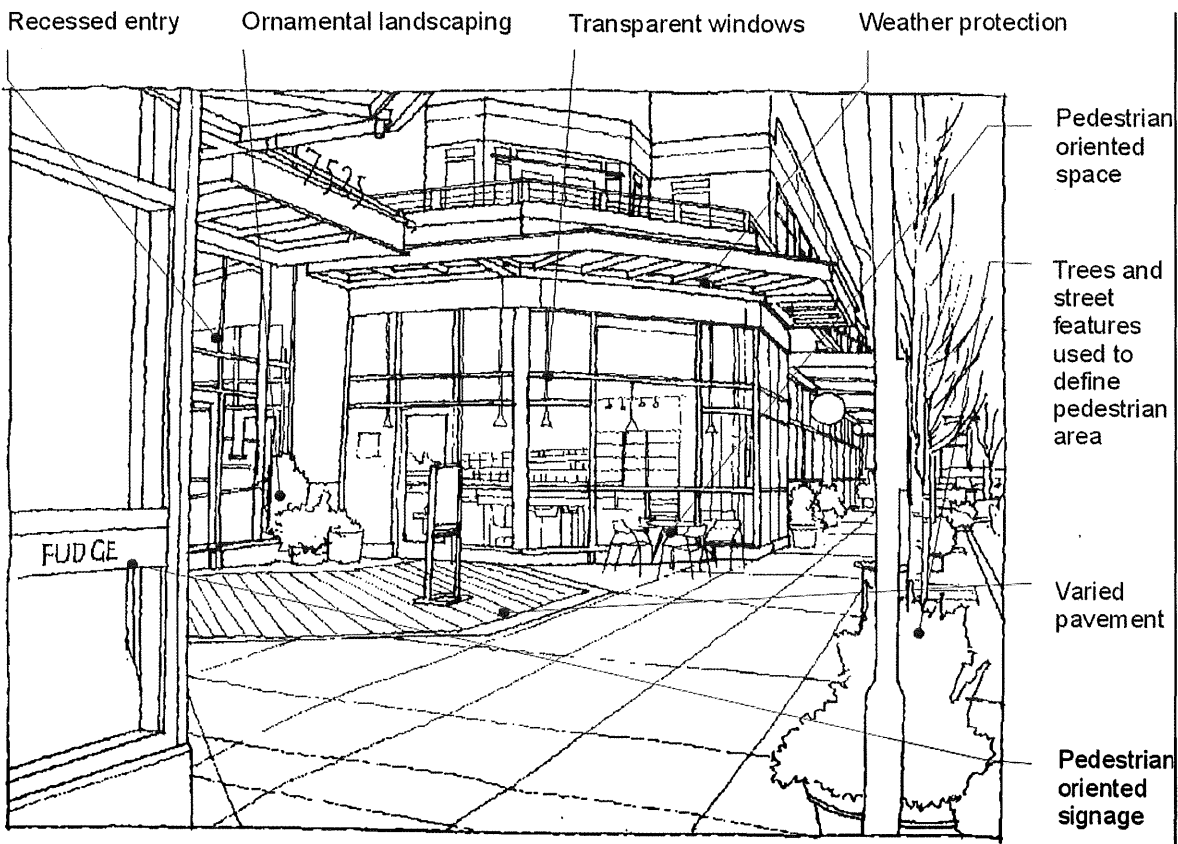 Recessed entry
Ornamental landscaping
Transparent windows
Weather protection
Pedestrian
oriented
space
Trees and
street
features
used to
define
pedestrian
area
Varied
pavement
Pedestrian
oriented
signage
7525
FUDGE